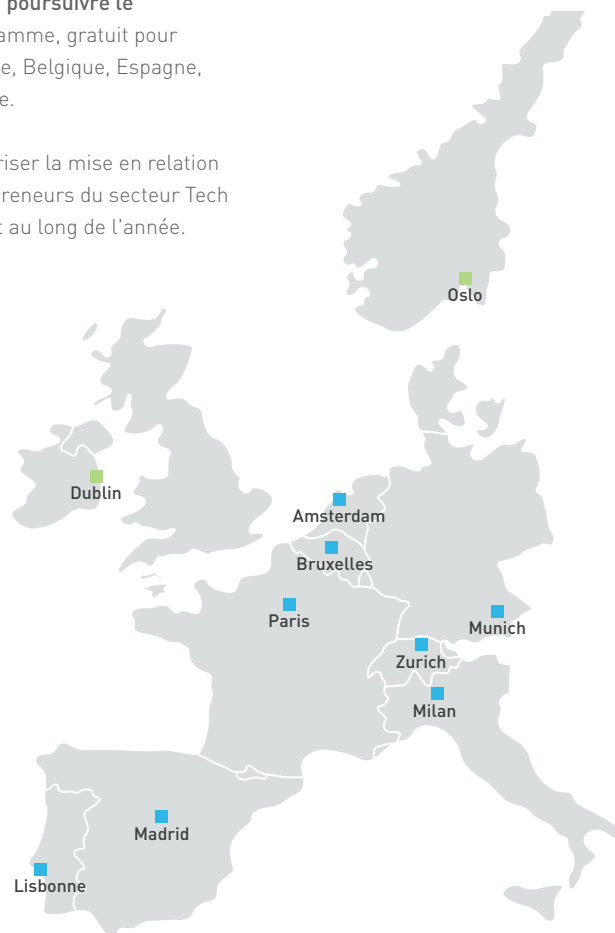 poursuivre le
amme, gratuit pour
e, Belgique, Espagne,
e.
riser la mise en relation
reneurs du secteur Tech
t au long de l'année.
Oslo
Dublin
Amsterdam
Bruxelles
Paris
Munich
Zurich
Milan
Madrid
Lisbonne